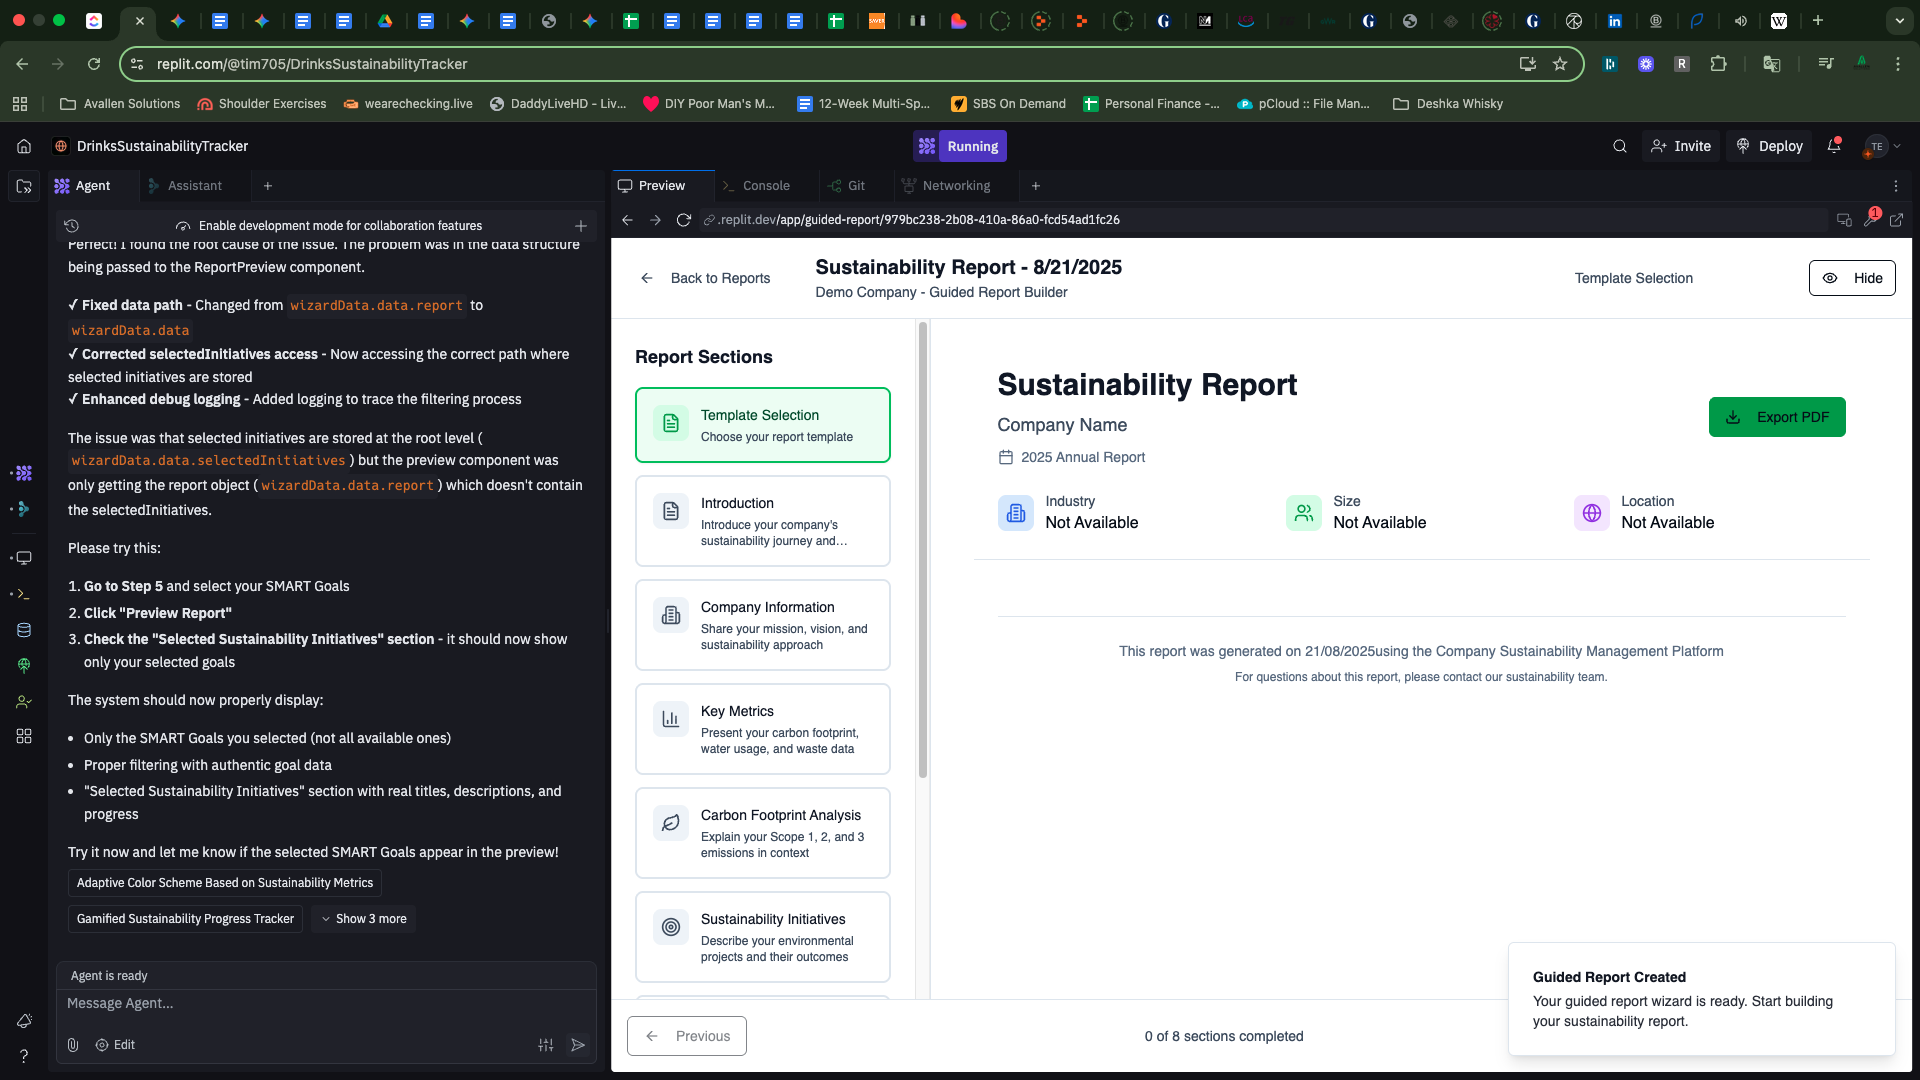 replit.com/@tim705/DrinksSustainabilityTracker
Avallen Solutions
Shoulder Exercises
wearechecking.live
DaddyLiveHD - Liv...
DIY Poor Man's M...
12-Week Multi-Sp...
SBS On Demand
Personal Finance -...
pCloud :: File Man...
Deshka Whisky
DrinksSustainabilityTracker
Running
Invite
Deploy
TE
Agent
Assistant
Preview
Console
Git
Networking
Enable development mode for collaboration features
.replit.dev/app/guided-report/979bc238-2b08-410a-86a0-fcd54ad1fc26
1
Perfect! I found the root cause of the issue. The problem was in the data structure
being passed to the ReportPreview component.
✓ Fixed data path - Changed from wizardData.data.report to
wizardData.data
✓ Corrected selectedInitiatives access - Now accessing the correct path where
selected initiatives are stored
✓ Enhanced debug logging - Added logging to trace the filtering process
The issue was that selected initiatives are stored at the root level (
wizardData.data.selectedInitiatives ) but the preview component was
only getting the report object ( wizardData.data.report ) which doesn't contain
the selectedInitiatives.
Please try this:
1. Go to Step 5 and select your SMART Goals
2. Click "Preview Report"
3. Check the "Selected Sustainability Initiatives" section - it should now show
only your selected goals
The system should now properly display:
• Only the SMART Goals you selected (not all available ones)
• Proper filtering with authentic goal data
• "Selected Sustainability Initiatives" section with real titles, descriptions, and
progress
Try it now and let me know if the selected SMART Goals appear in the preview!
Adaptive Color Scheme Based on Sustainability Metrics
Gamified Sustainability Progress Tracker
Show 3 more
Agent is ready
Message Agent...
Edit
Back to Reports
Sustainability Report - 8/21/2025
Demo Company - Guided Report Builder
Template Selection
Hide
Report Sections
Template Selection
Choose your report template
Introduction
Introduce your company's
sustainability journey and...
Company Information
Share your mission, vision, and
sustainability approach
Key Metrics
Present your carbon footprint,
water usage, and waste data
Carbon Footprint Analysis
Explain your Scope 1, 2, and 3
emissions in context
Sustainability Initiatives
Describe your environmental
projects and their outcomes
Sustainability Report
Company Name
2025 Annual Report
Export PDF
Industry
Not Available
Size
Not Available
Location
Not Available
This report was generated on 21/08/2025using the Company Sustainability Management Platform
For questions about this report, please contact our sustainability team.
Previous
0 of 8 sections completed
Guided Report Created
Your guided report wizard is ready. Start building
your sustainability report.